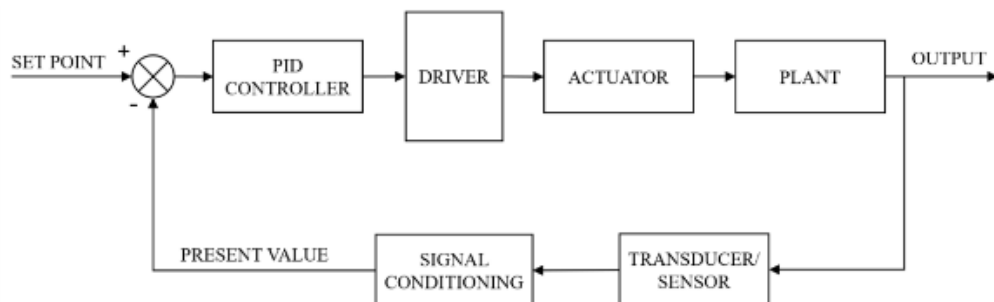 SET POINT
+
-
PID
CONTROLLER
DRIVER
ACTUATOR
PLANT
OUTPUT
PRESENT VALUE
SIGNAL
CONDITIONING
TRANSDUCER/
SENSOR